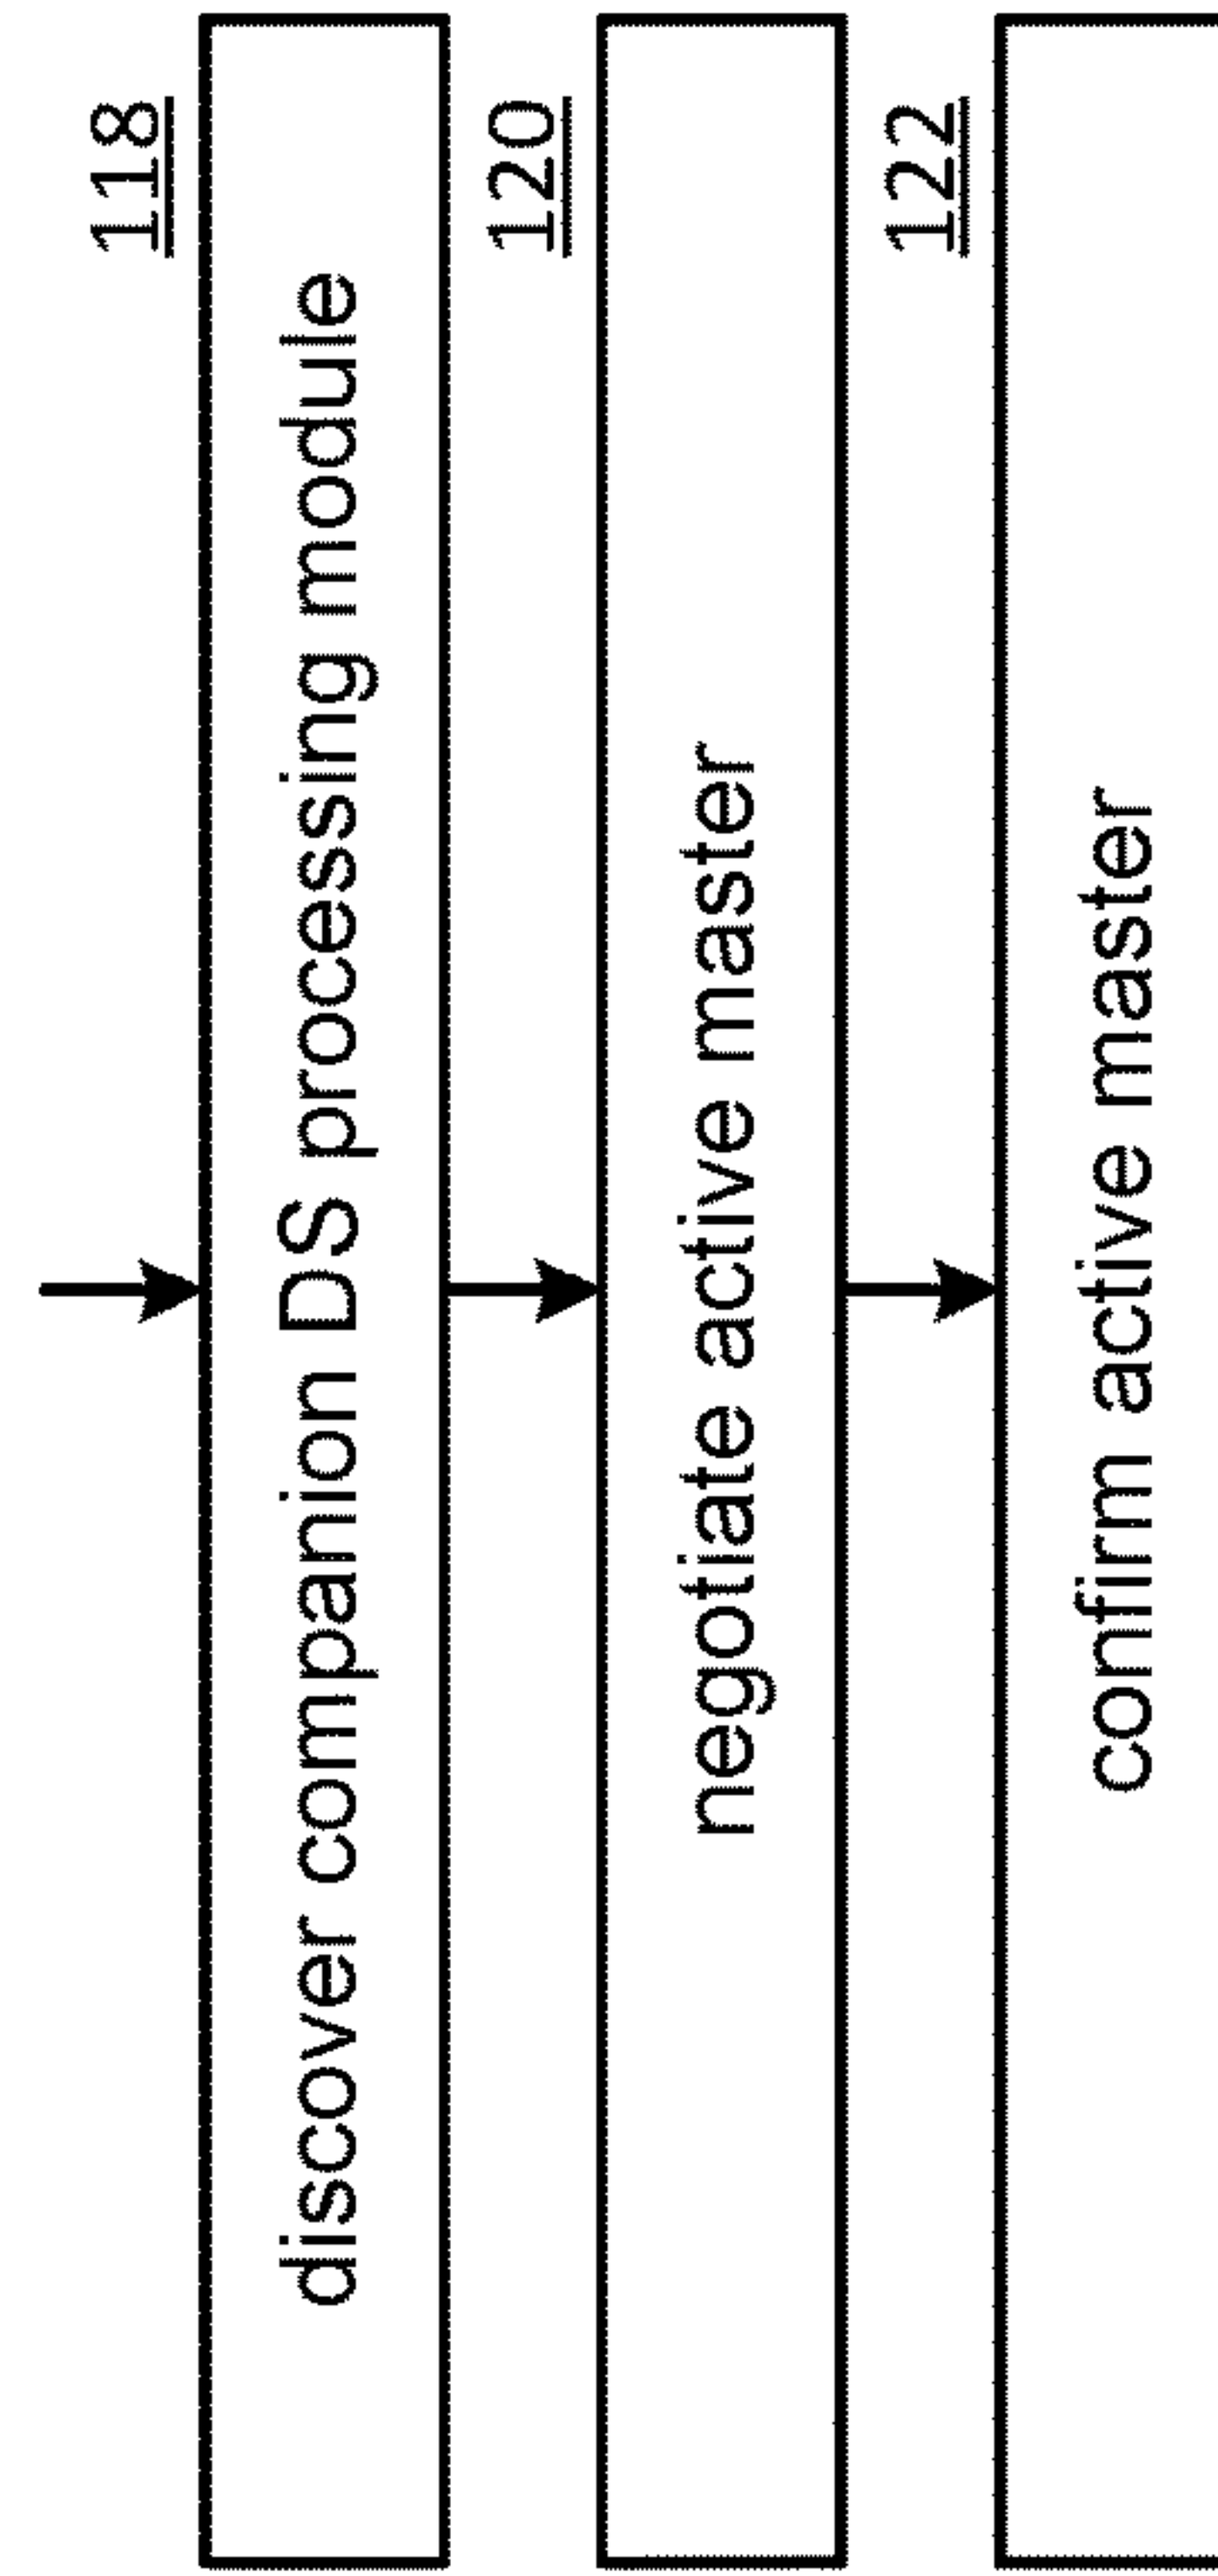 118
discover companion DS processing module
120
negotiate active master
122
confirm active master